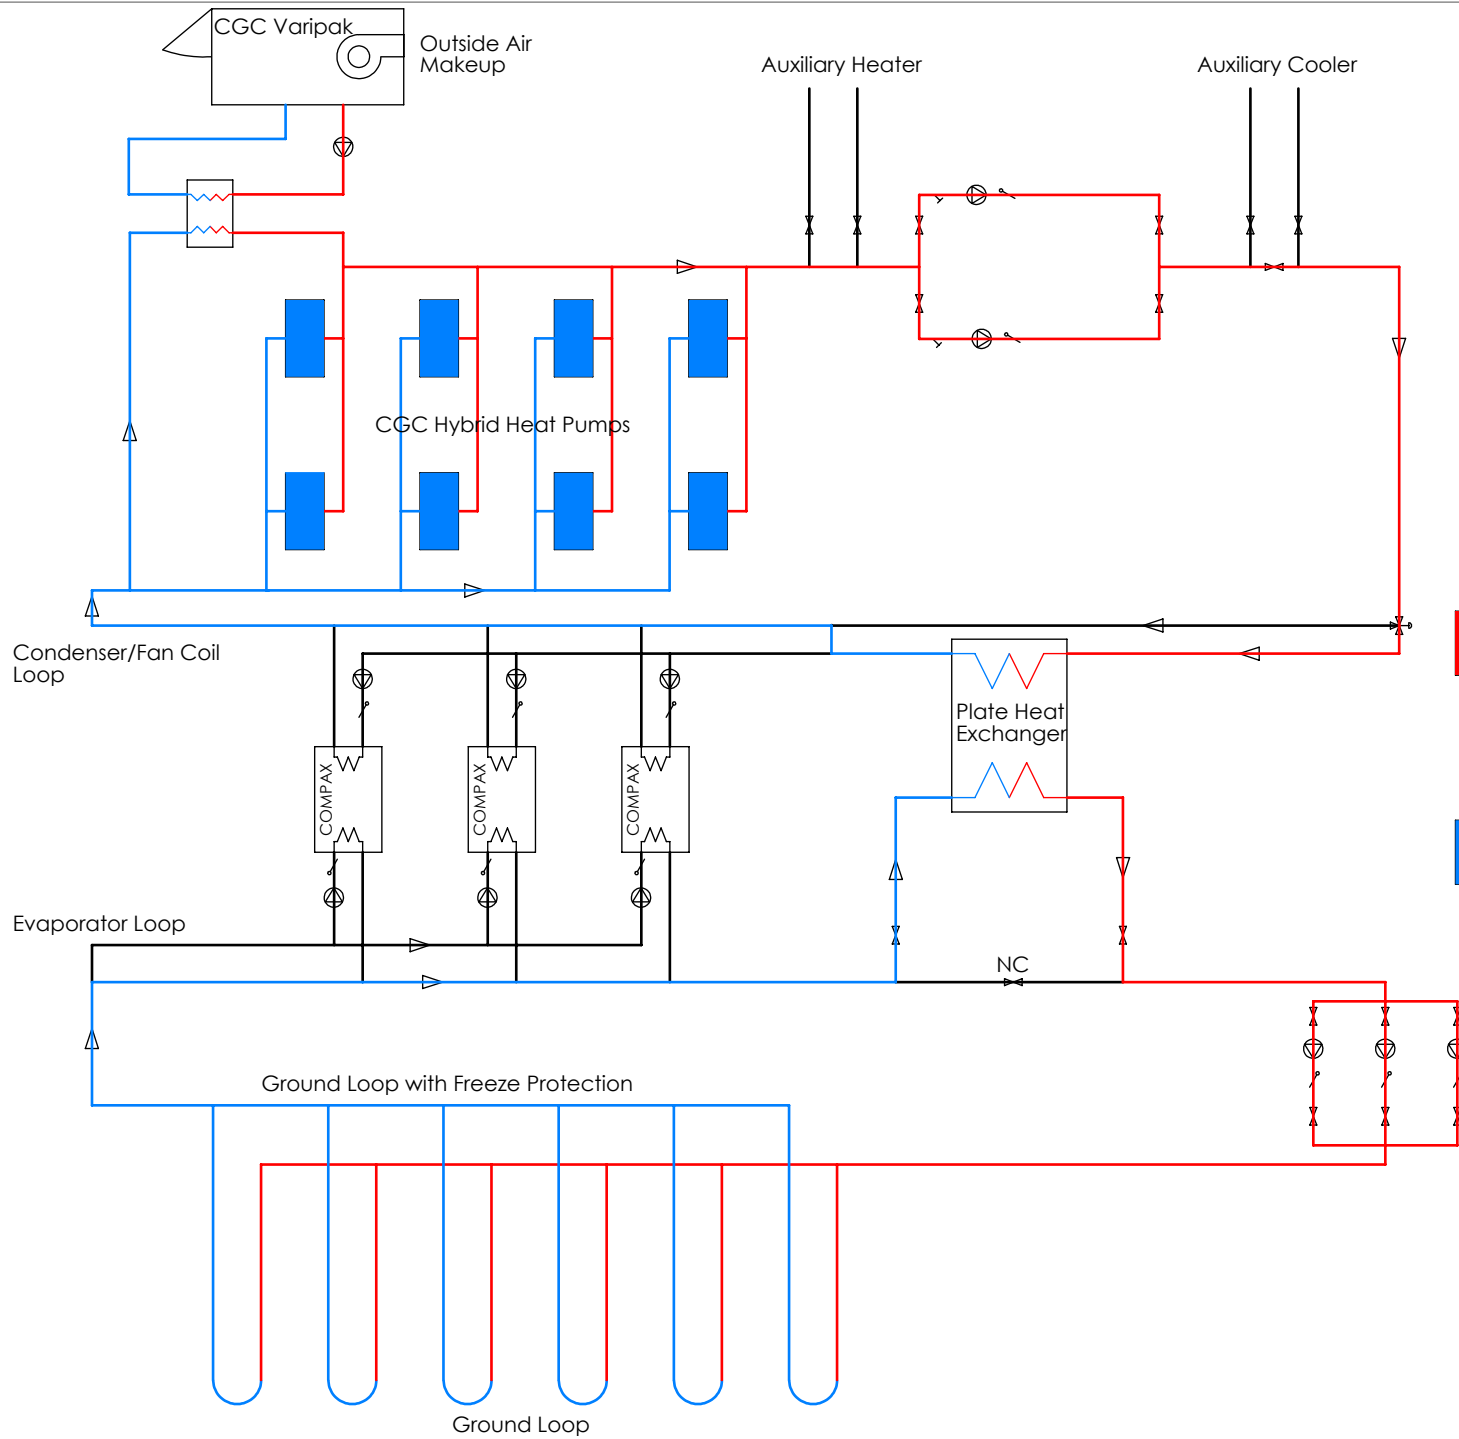 CGC Varipak
Outside Air
Makeup
Auxiliary Heater
Auxiliary Cooler
CGC Hybrid Heat Pumps
Condenser/Fan Coil
Loop
Plate Heat
Exchanger
COMPAX
COMPAX
COMPAX
Evaporator Loop
NC
Ground Loop with Freeze Protection
Ground Loop